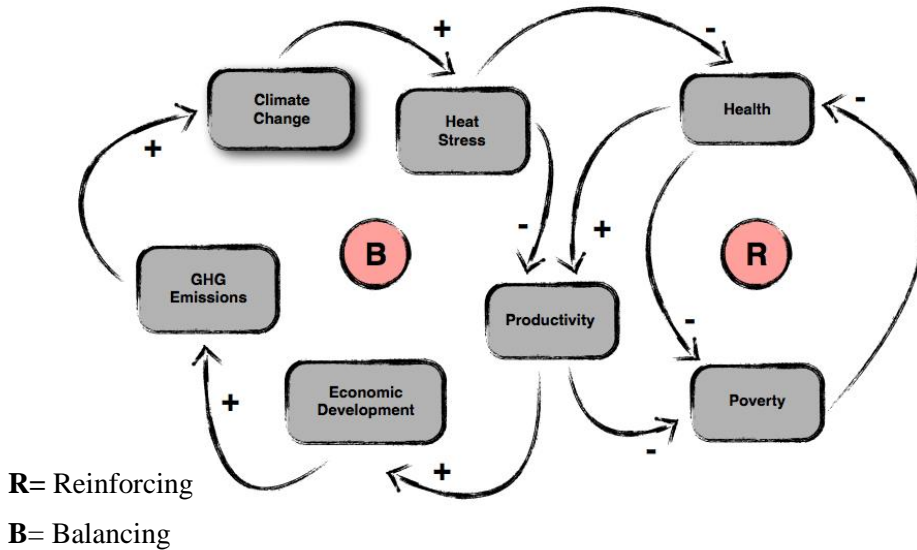 +
-
Climate
Change
Heat
Stress
Health
-
+
-
+
B
R
GHG
Emissions
Productivity
-
Economic
Development
Poverty
+
+
-
R= Reinforcing
B= Balancing